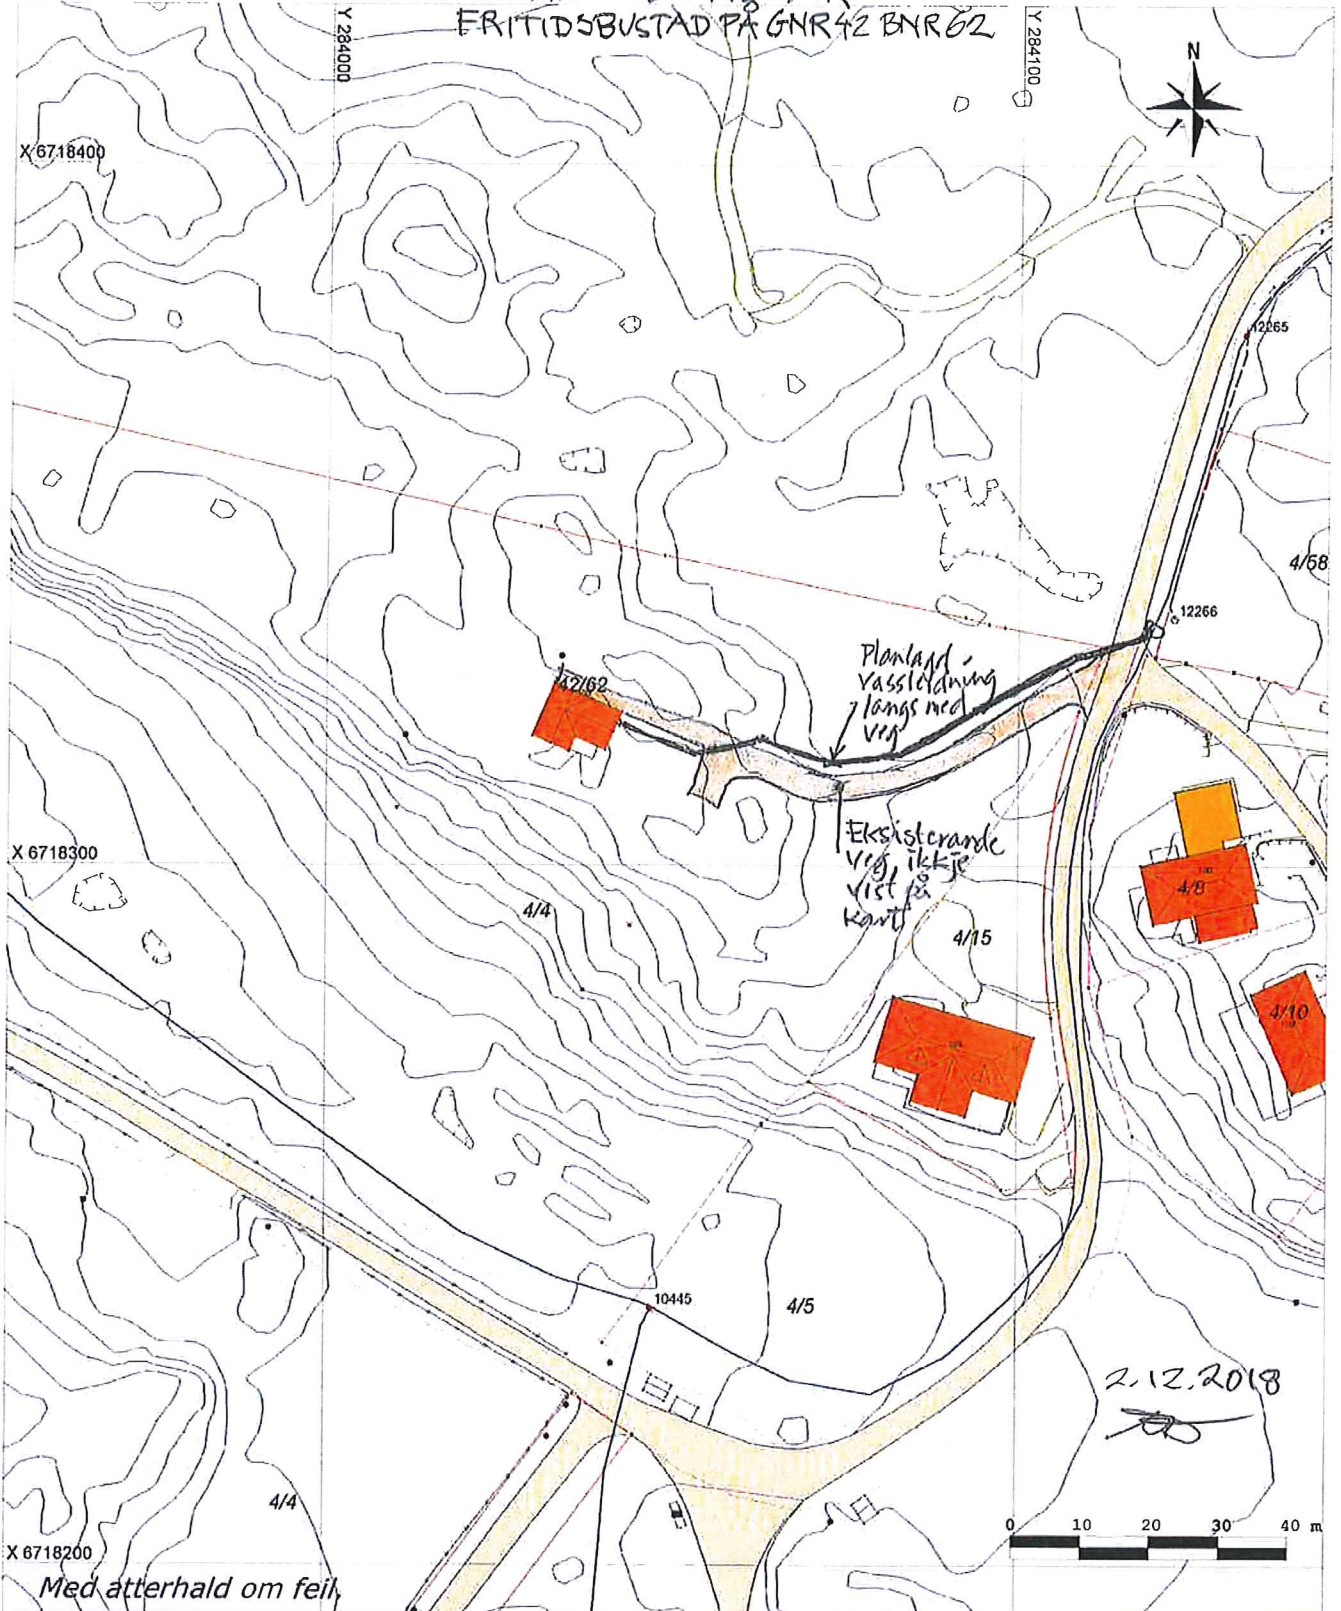 FRITIDSBUSTAD PÅ GNR 42 BNR 62
Y 284000
Y 284100
N
X 6718400
12265
4/58
12266
Planlagd
vassleidning
langs med
veg
42/62
Eksisterande
veg, ikkje
vist på
kart
X 6718300
4/8
4/4
4/15
4/10
10445
4/5
2.12.2018
4/4
0 10 20 30 40 m
X 6718200
Med atterhald om feil.